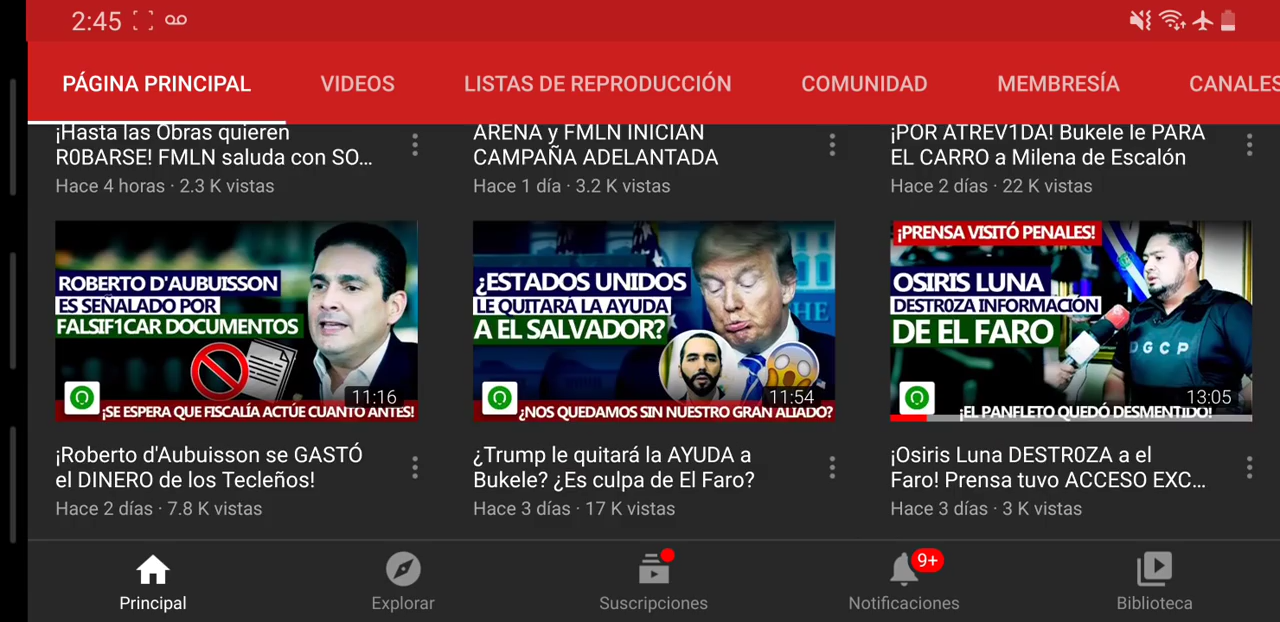 2:45
PÁGINA PRINCIPAL
VIDEOS
LISTAS DE REPRODUCCIÓN
COMUNIDAD
MEMBRESÍA
CANALES
¡Hasta las Obras quieren
R0BARSE! FMLN saluda con SO...
Hace 4 horas · 2.3 K vistas
ARENA y FMLN INICIAN
CAMPAÑA ADELANTADA
Hace 1 día · 3.2 K vistas
¡POR ATREV1DA! Bukele le PARA
EL CARRO a Milena de Escalón
Hace 2 días · 22 K vistas
ROBERTO D'AUBUISSON
ES SEÑALADO POR
FALSIF1CAR DOCUMENTOS
11:16
¡SE ESPERA QUE FISCALÍA ACTÚE CUANTO ANTES!
¡Roberto d'Aubuisson se GASTÓ
el DINERO de los Tecleños!
Hace 2 días · 7.8 K vistas
¿ESTADOS UNIDOS
LE QUITARÁ LA AYUDA
A EL SALVADOR?
11:54
¿NOS QUEDAMOS SIN NUESTRO GRAN ALIADO?
¿Trump le quitará la AYUDA a
Bukele? ¿Es culpa de El Faro?
Hace 3 días · 17 K vistas
¡PRENSA VISITÓ PENALES!
OSIRIS LUNA
DESTR0ZA INFORMACIÓN
DE EL FARO
DGCP
13:05
¡EL PANFLETO QUEDÓ DESMENTIDO!
¡Osiris Luna DESTR0ZA a el
Faro! Prensa tuvo ACCESO EXC...
Hace 3 días · 3 K vistas
Principal
Explorar
Suscripciones
9+
Notificaciones
Biblioteca